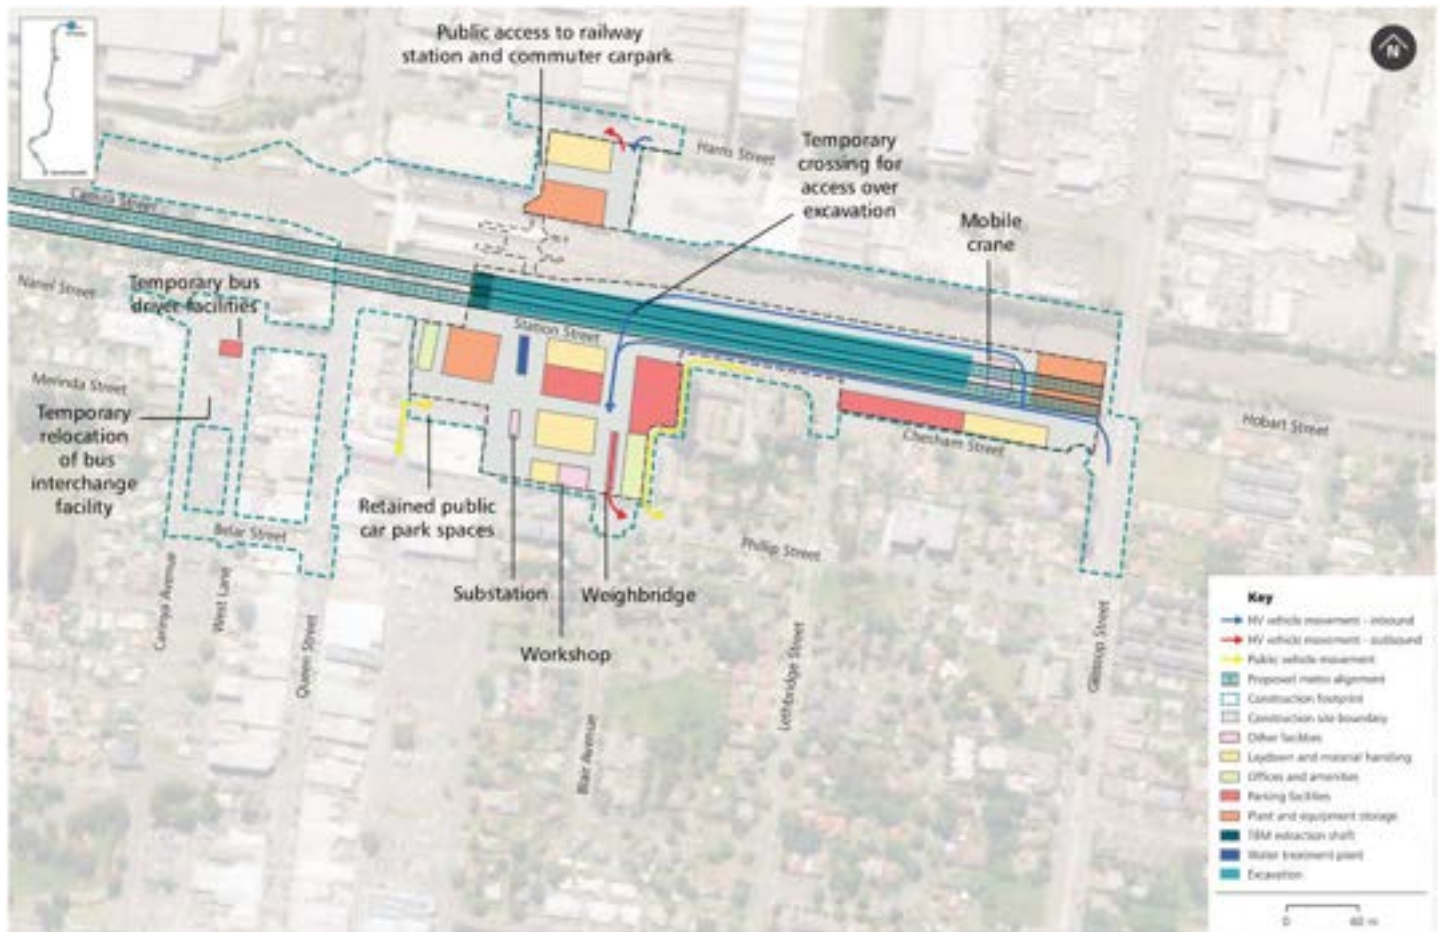 Public access to railway
station and commuter carpark
N
Harris Street
Temporary
crossing for
access over
excavation
Mobile
crane
Camira Street
Temporary bus
driver facilities
Station Street
Merinda Street
Temporary
relocation
of bus
interchange
facility
Hobart Street
Chesham Street
Retained public
car park spaces
Belar Street
Phillip Street
Substation
Weighbridge
Workshop
Carinya Avenue
West Lane
Queen Street
Blair Avenue
Lethbridge Street
Glossop Street
Key
HV vehicle movement - inbound
HV vehicle movement - outbound
Public vehicle movement
Proposed metro alignment
Construction footprint
Construction site boundary
Other facilities
Laydown and material handling
Offices and amenities
Parking facilities
Plant and equipment storage
TBM extraction shaft
Water treatment plant
Excavation
0 60 m